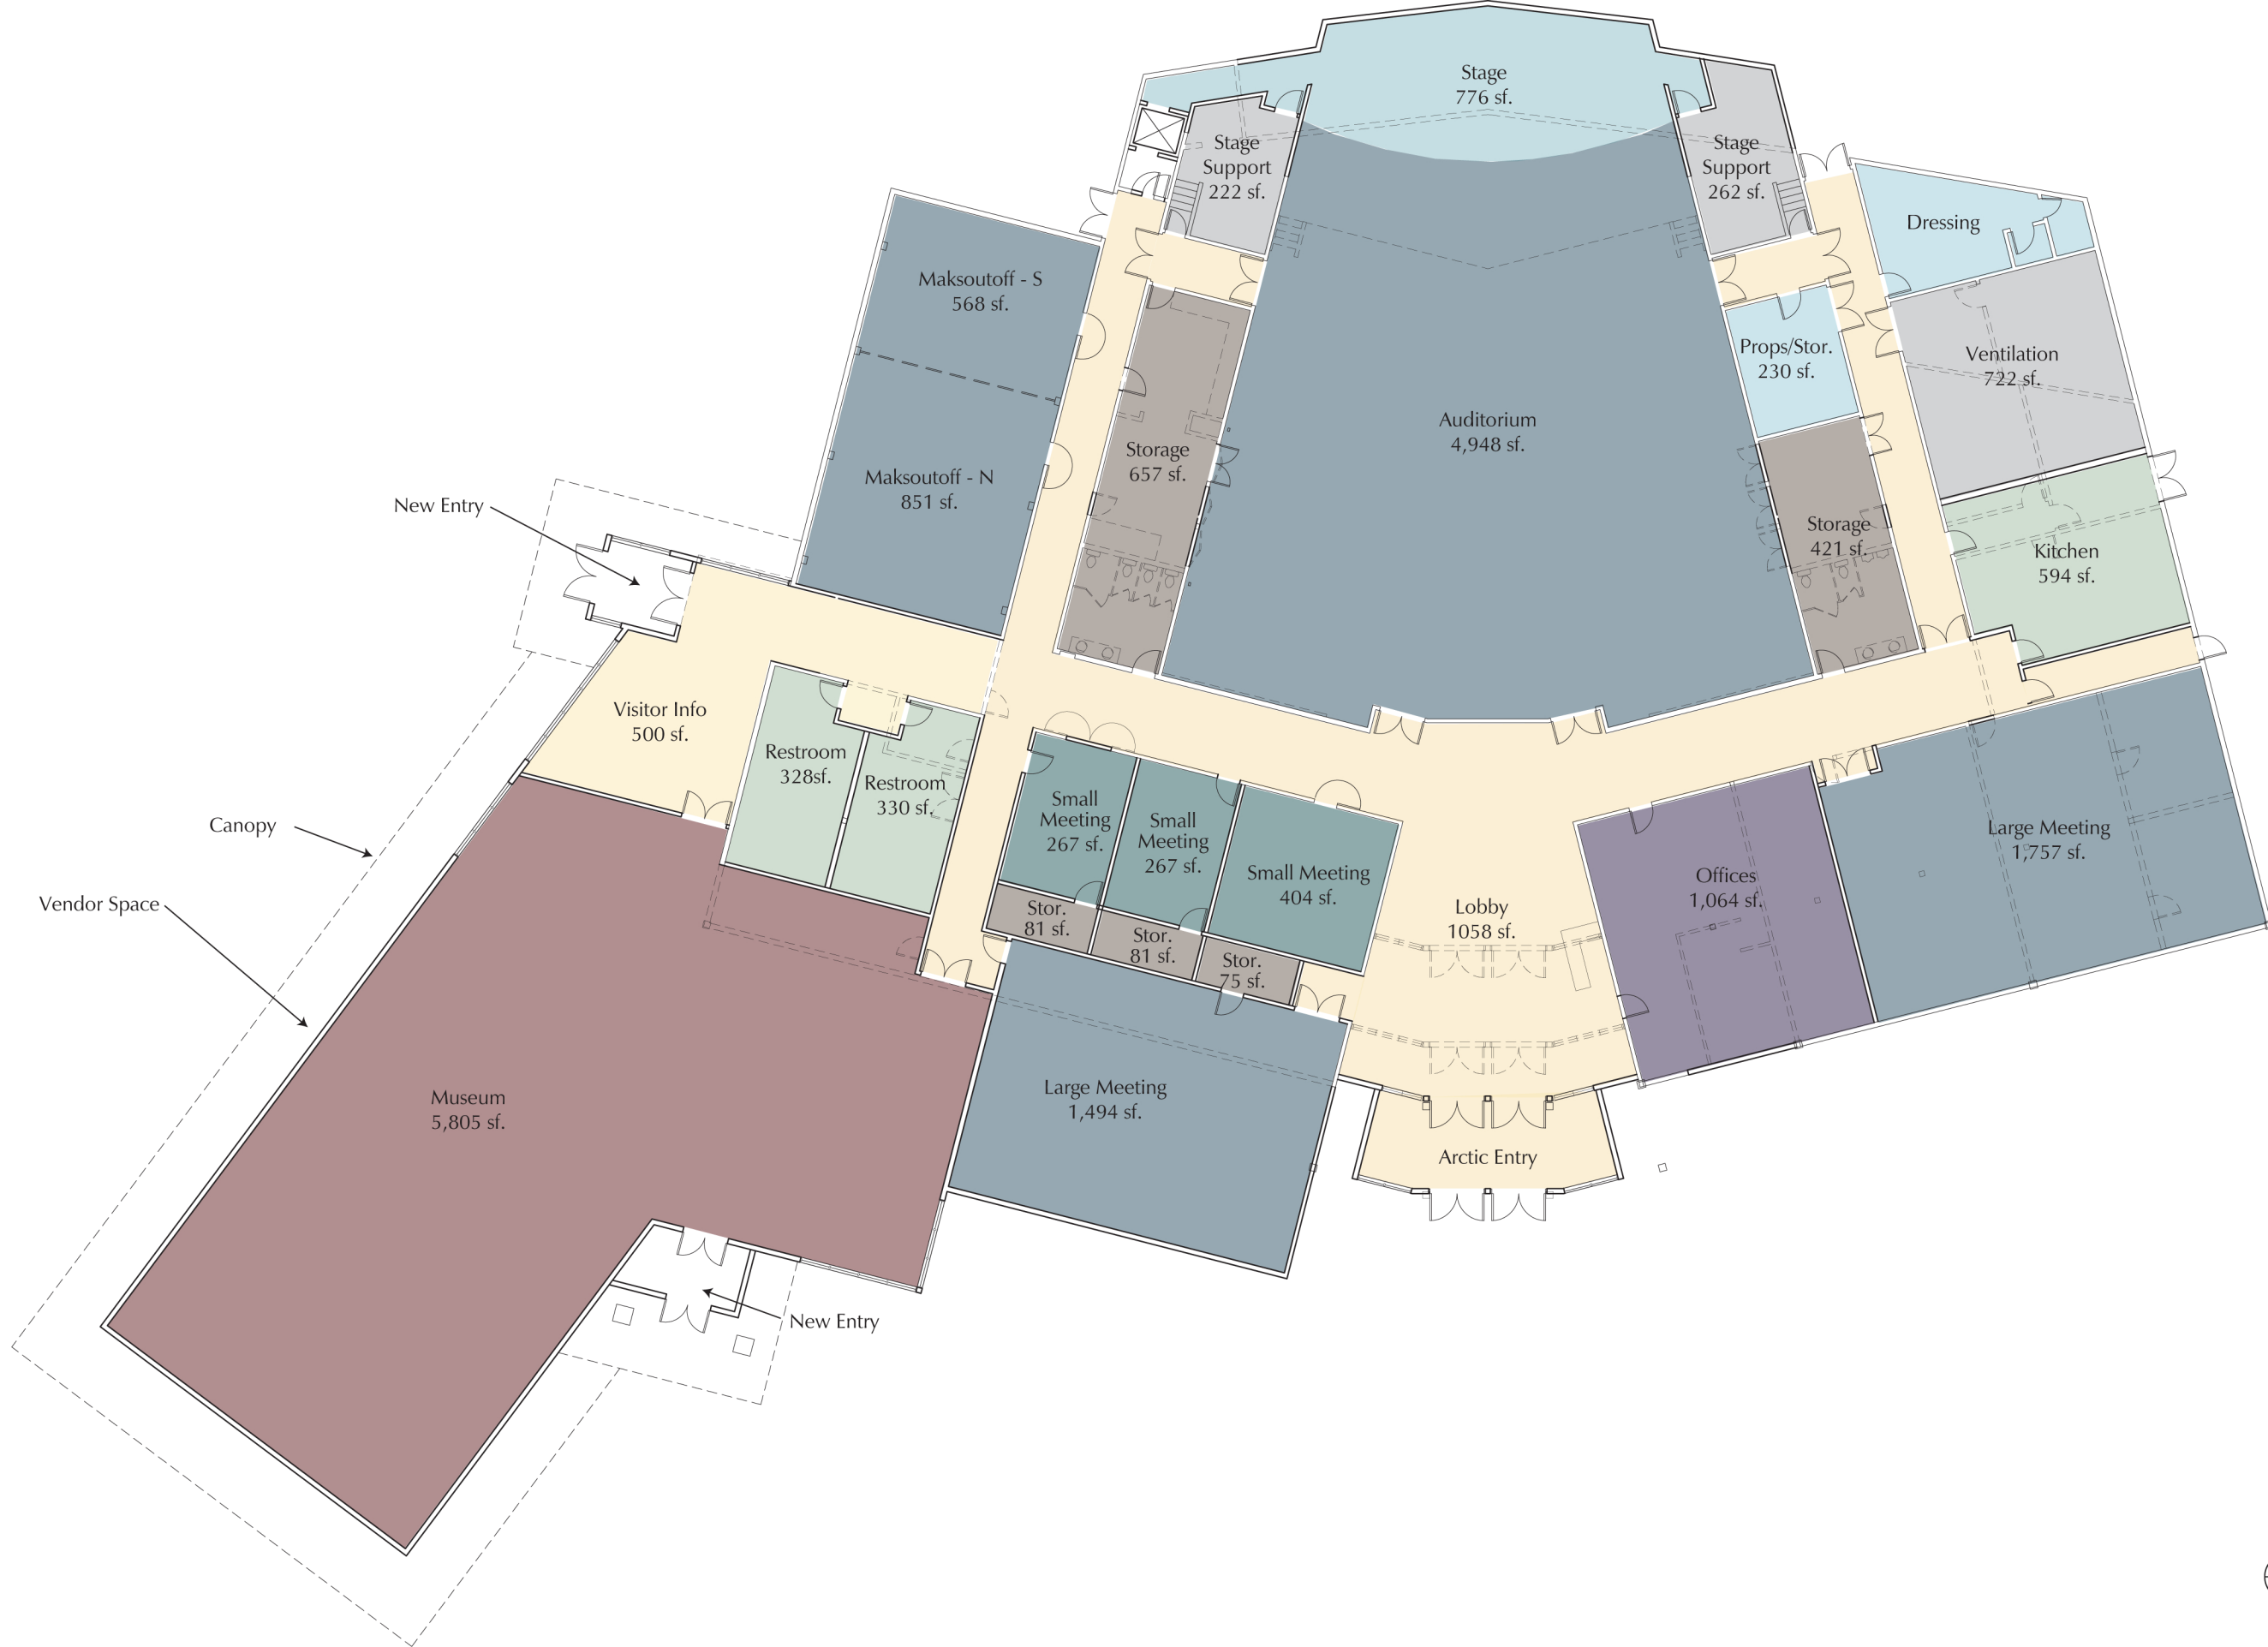 Stage
776 sf.
Stage
Support
222 sf.
Stage
Support
262 sf.
Dressing
Maksoutoff - S
568 sf.
Props/Stor.
230 sf.
Ventilation
722 sf.
Auditorium
4,948 sf.
Storage
657 sf.
Maksoutoff - N
851 sf.
New Entry
Storage
421 sf.
Kitchen
594 sf.
Visitor Info
500 sf.
Restroom
328sf.
Restroom
330 sf.
Small
Meeting
267 sf.
Small
Meeting
267 sf.
Small Meeting
404 sf.
Canopy
Large Meeting
1,757 sf.
Offices
1,064 sf.
Vendor Space
Stor.
81 sf.
Stor.
81 sf.
Stor.
75 sf.
Lobby
1058 sf.
Museum
5,805 sf.
Large Meeting
1,494 sf.
Arctic Entry
New Entry